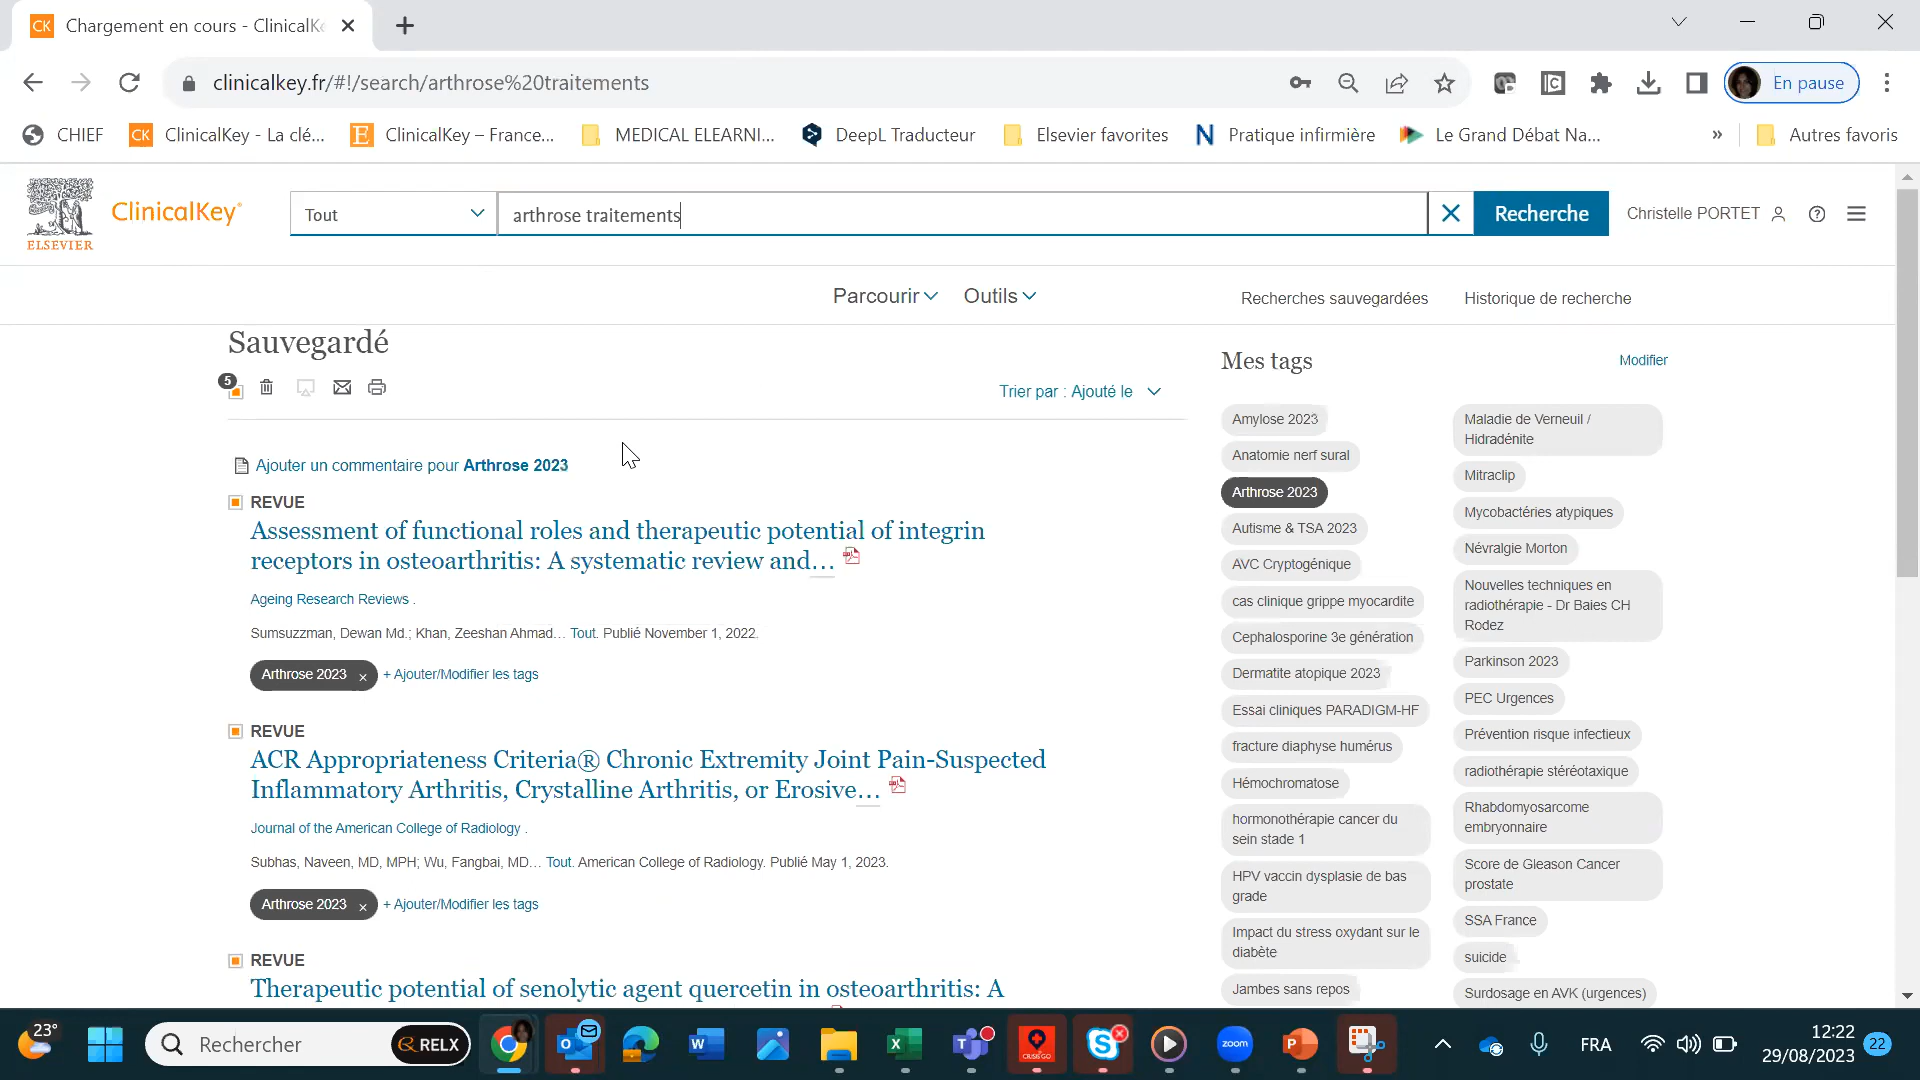 CK Chargement en cours - ClinicalKe
clinicalkey.fr/#!/search/arthrose%20traitements
En pause
CHIEF
CK ClinicalKey - La clé...
E ClinicalKey – France...
MEDICAL ELEARNI...
DeepL Traducteur
Elsevier favorites
N Pratique infirmière
Le Grand Débat Na...
»
Autres favoris
ELSEVIER
ClinicalKey®
Tout
arthrose traitements
Recherche
Christelle PORTET
Parcourir
Outils
Recherches sauvegardées
Historique de recherche
Sauvegardé
5
Trier par : Ajouté le
Ajouter un commentaire pour Arthrose 2023
REVUE
Assessment of functional roles and therapeutic potential of integrin
receptors in osteoarthritis: A systematic review and...
Ageing Research Reviews .
Sumsuzzman, Dewan Md.; Khan, Zeeshan Ahmad... Tout. Publié November 1, 2022.
Arthrose 2023 × + Ajouter/Modifier les tags
REVUE
ACR Appropriateness Criteria® Chronic Extremity Joint Pain-Suspected
Inflammatory Arthritis, Crystalline Arthritis, or Erosive...
Journal of the American College of Radiology .
Subhas, Naveen, MD, MPH; Wu, Fangbai, MD... Tout. American College of Radiology. Publié May 1, 2023.
Arthrose 2023 × + Ajouter/Modifier les tags
REVUE
Therapeutic potential of senolytic agent quercetin in osteoarthritis: A
Mes tags
Modifier
Amylose 2023
Anatomie nerf sural
Arthrose 2023
Autisme & TSA 2023
AVC Cryptogénique
cas clinique grippe myocardite
Cephalosporine 3e génération
Dermatite atopique 2023
Essai cliniques PARADIGM-HF
fracture diaphyse humérus
Hémochromatose
hormonothérapie cancer du
sein stade 1
HPV vaccin dysplasie de bas
grade
Impact du stress oxydant sur le
diabète
Jambes sans repos
Maladie de Verneuil /
Hidradénite
Mitraclip
Mycobactéries atypiques
Névralgie Morton
Nouvelles techniques en
radiothérapie - Dr Baies CH
Rodez
Parkinson 2023
PEC Urgences
Prévention risque infectieux
radiothérapie stéréotaxique
Rhabdomyosarcome
embryonnaire
Score de Gleason Cancer
prostate
SSA France
suicide
Surdosage en AVK (urgences)
23°
Rechercher
RELX
zoom
FRA
12:22
29/08/2023
22